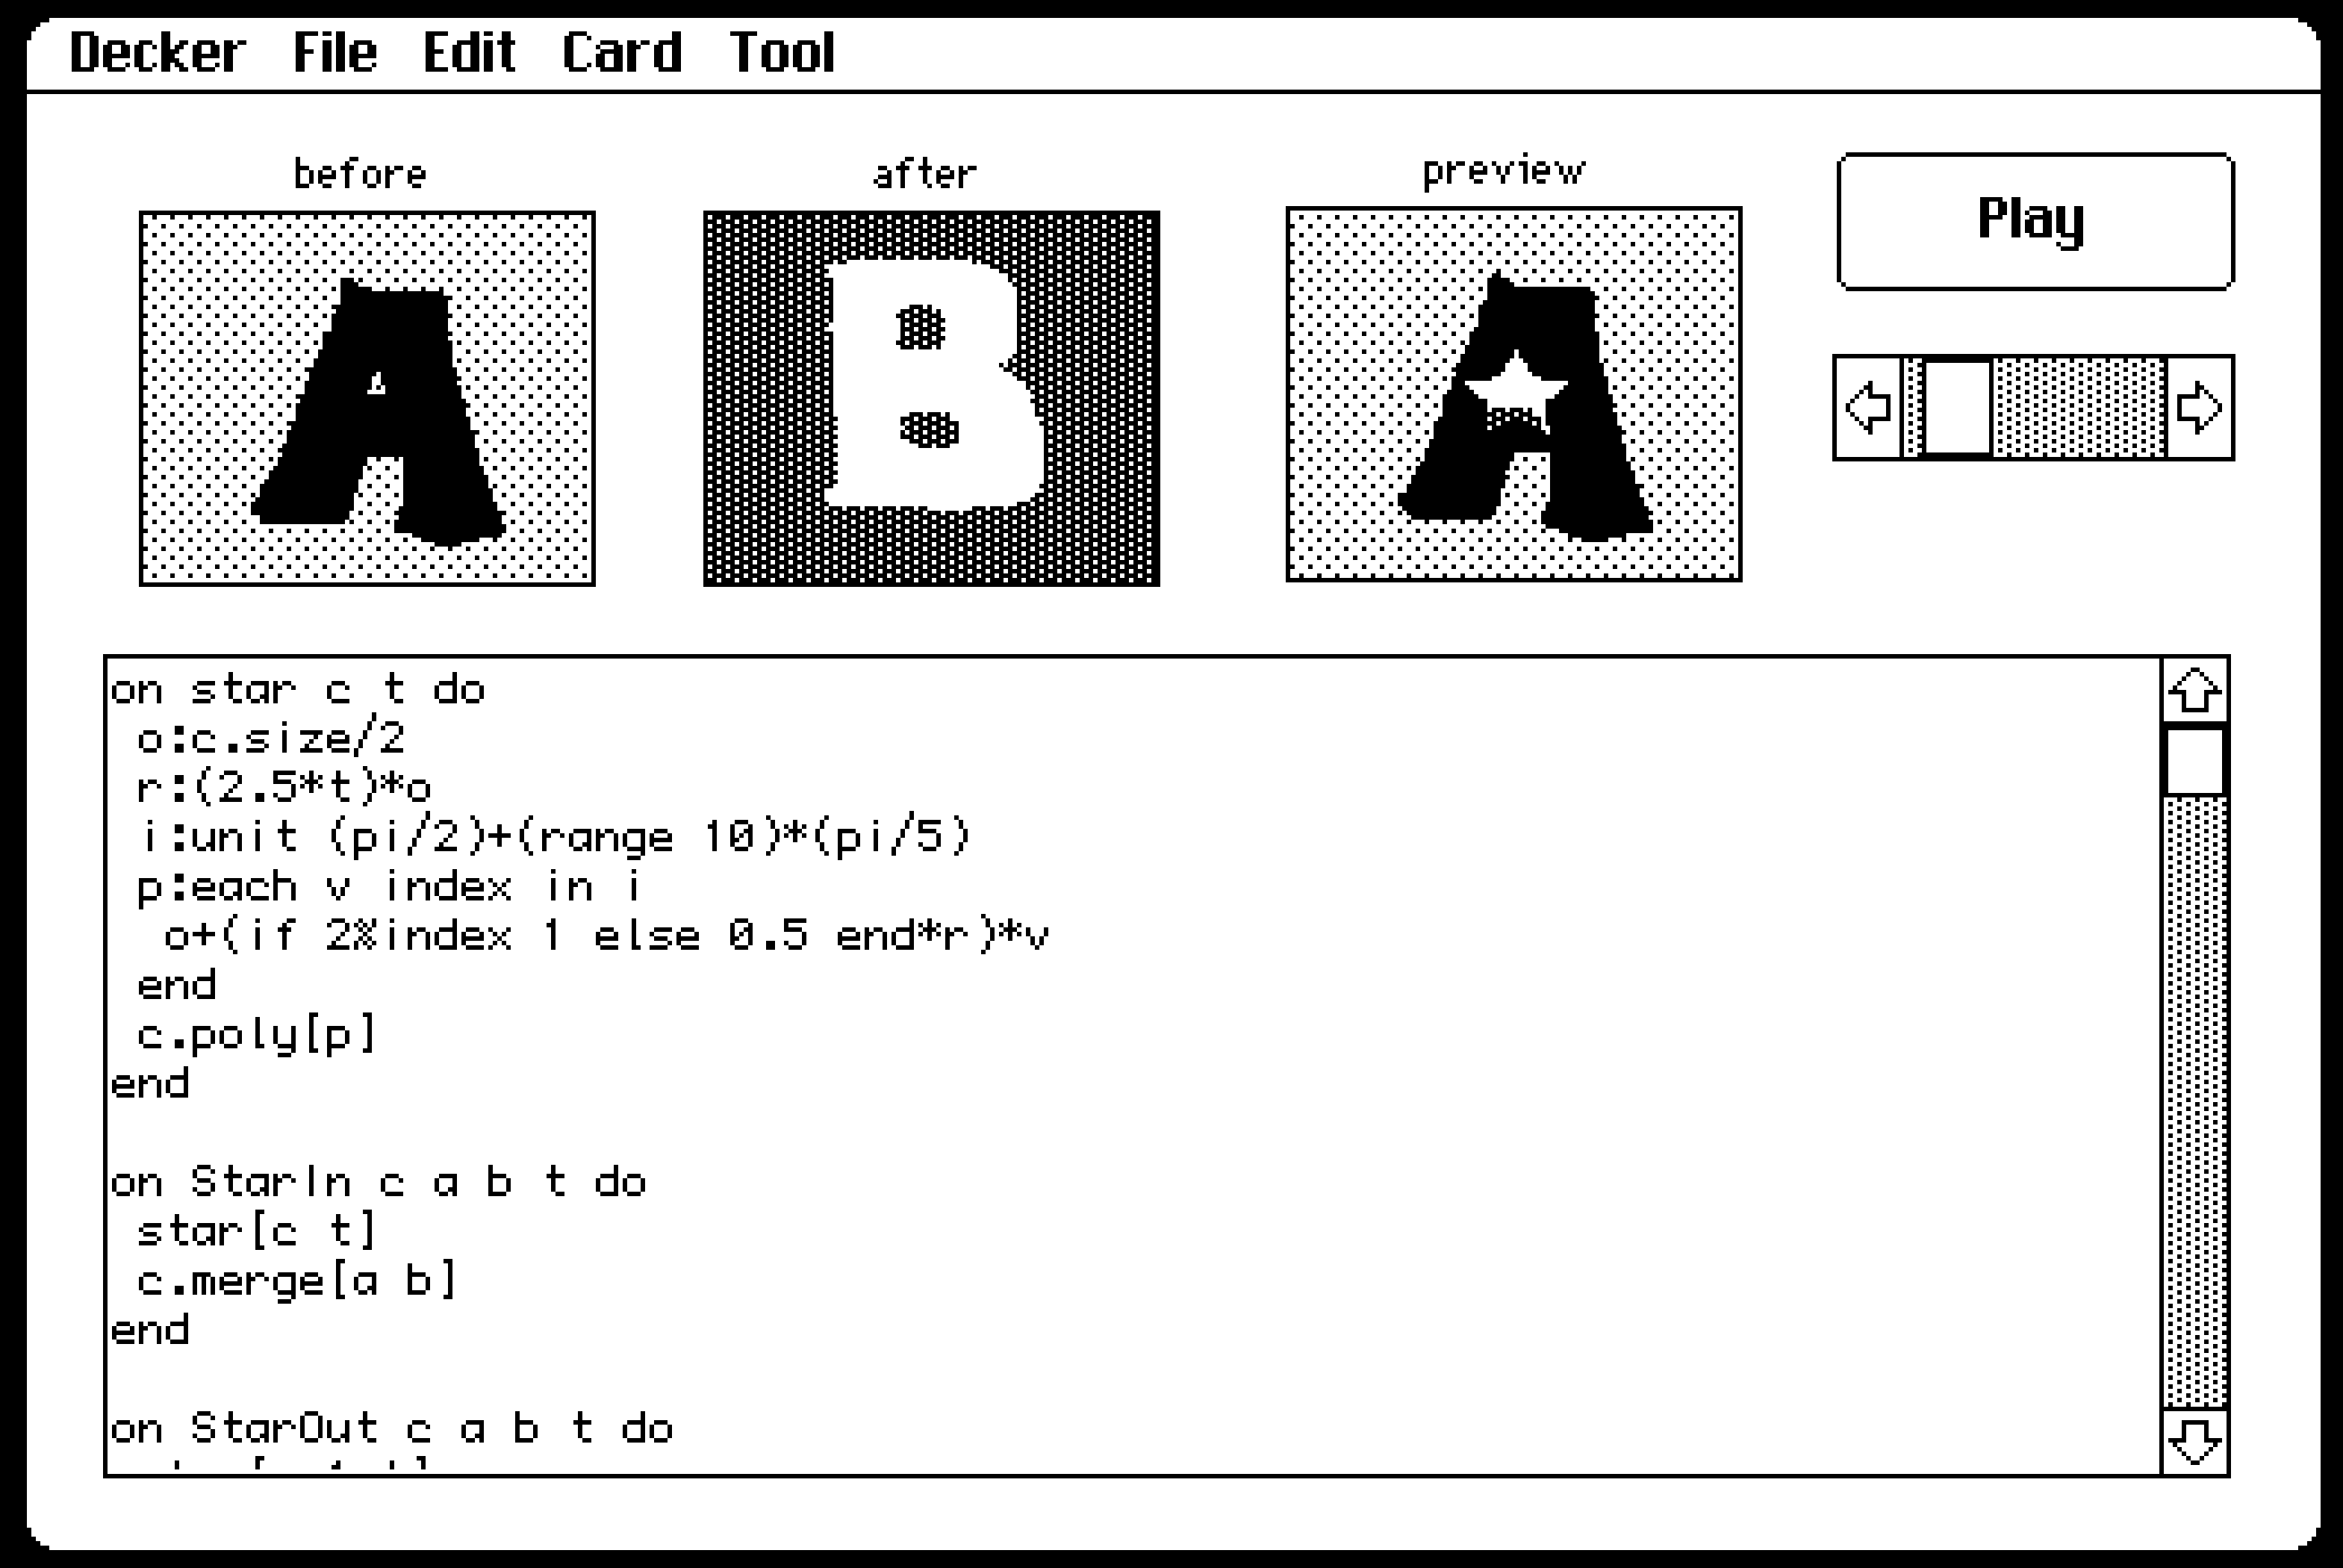 Decker File Edit Card Tool
before
after
preview
Play
A
B
A
on star c t do
 o:c.size/2
 r:(2.5*t)*o
 i:unit (pi/2)+(range 10)*(pi/5)
 p:each v index in i
  o+(if 2%index 1 else 0.5 end*r)*v
 end
 c.poly[p]
end

on StarIn c a b t do
 star[c t]
 c.merge[a b]
end

on StarOut c a b t do